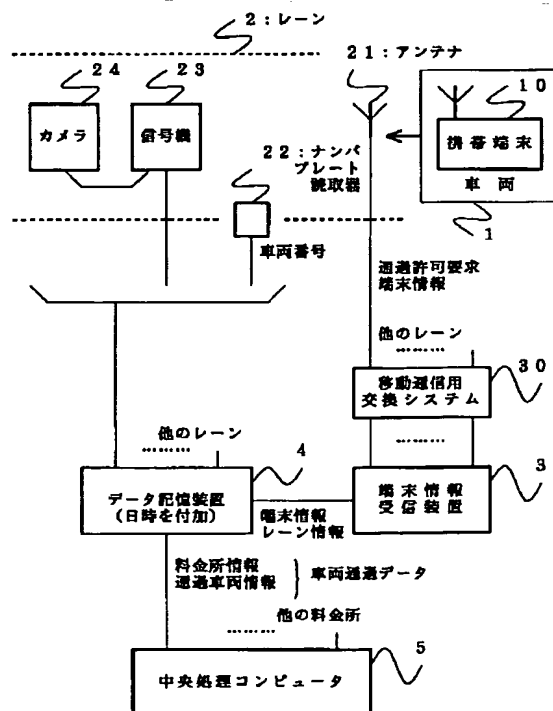 2:レーン
24
23
21:アンテナ
10
カメラ
信号機
携帯端末
車両
22:ナンバ
プレート
読取器
1
車両番号
通過許可要求
端末情報
他のレーン
………
30
移動通信用
交換システム
………
他のレーン
………
4
3
データ記憶装置
(日時を付加)
端末情報
受信装置
端末情報
レーン情報
料金所情報
通過車両情報
車両通過データ
他の料金所
………
5
中央処理コンピュータ